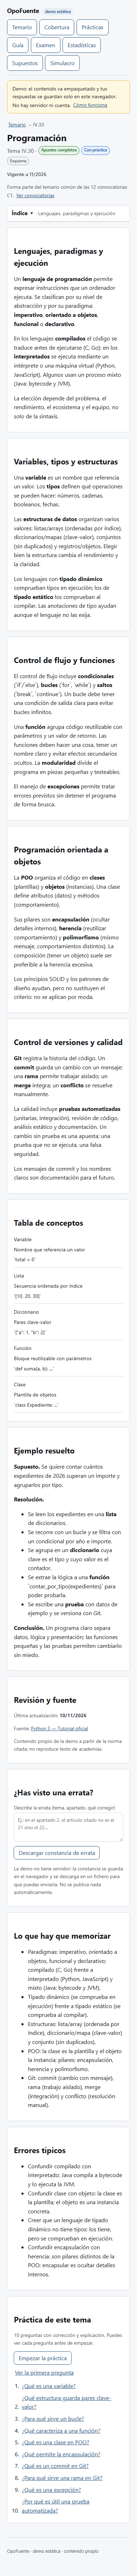 OpoFuente demo estática
Temario Cobertura Prácticas
Guía Examen Estadísticas
Supuestos Simulacro
Demo: el contenido va empaquetado y tus
respuestas se guardan solo en este navegador.
No hay servidor ni cuenta. Cómo funciona
Temario › IV.30
Programación
Tema IV.30 · Apuntes completos Con práctica
Esquema
Vigente a 11/2026
Forma parte del temario común de las 12 convocatorias
C1. Ver convocatorias
Índice ▾ · Lenguajes, paradigmas y ejecución
Lenguajes, paradigmas y
ejecución
Un lenguaje de programación permite
expresar instrucciones que un ordenador
ejecuta. Se clasifican por nivel de
abstracción y por su paradigma:
imperativo, orientado a objetos,
funcional o declarativo.
En los lenguajes compilados el código se
traduce antes de ejecutarse (C, Go); en los
interpretados se ejecuta mediante un
intérprete o una máquina virtual (Python,
JavaScript). Algunos usan un proceso mixto
(Java, bytecode y JVM).
La elección depende del problema, el
rendimiento, el ecosistema y el equipo, no
solo de la sintaxis.
Variables, tipos y estructuras
Una variable es un nombre que referencia
un valor. Los tipos definen qué operaciones
se pueden hacer: números, cadenas,
booleanos, fechas.
Las estructuras de datos organizan varios
valores: listas/arrays (ordenadas por índice),
diccionarios/mapas (clave-valor), conjuntos
(sin duplicados) y registros/objetos. Elegir
bien la estructura cambia el rendimiento y
la claridad.
Los lenguajes con tipado dinámico
comprueban tipos en ejecución; los de
tipado estático los comprueban al
compilar. Las anotaciones de tipo ayudan
aunque el lenguaje no las exija.
Control de flujo y funciones
El control de flujo incluye condicionales
(`if`/`else`), bucles (`for`, `while`) y saltos
(`break`, `continue`). Un bucle debe tener
una condición de salida clara para evitar
infinitos.
Una función agrupa código reutilizable con
parámetros y un valor de retorno. Las
funciones deben hacer una cosa, tener un
nombre claro y evitar efectos secundarios
ocultos. La modularidad divide el
programa en piezas pequeñas y testeables.
El manejo de excepciones permite tratar
errores previstos sin detener el programa
de forma brusca.
Programación orientada a
objetos
La POO organiza el código en clases
(plantillas) y objetos (instancias). Una clase
define atributos (datos) y métodos
(comportamiento).
Sus pilares son encapsulación (ocultar
detalles internos), herencia (reutilizar
comportamiento) y polimorfismo (mismo
mensaje, comportamientos distintos). La
composición (tener un objeto) suele ser
preferible a la herencia excesiva.
Los principios SOLID y los patrones de
diseño ayudan, pero no sustituyen el
criterio: no se aplican por moda.
Control de versiones y calidad
Git registra la historia del código. Un
commit guarda un cambio con un mensaje;
una rama permite trabajar aislado; un
merge integra; un conflicto se resuelve
manualmente.
La calidad incluye pruebas automatizadas
(unitarias, integración), revisión de código,
análisis estático y documentación. Un
cambio sin prueba es una apuesta; una
prueba que no se ejecuta, una falsa
seguridad.
Los mensajes de commit y los nombres
claros son documentación para el futuro.
Tabla de conceptos
Variable
Nombre que referencia un valor
`total = 0`
Lista
Secuencia ordenada por índice
`[10, 20, 30]`
Diccionario
Pares clave-valor
`{"a": 1, "b": 2}`
Función
Bloque reutilizable con parámetros
`def suma(a, b): ...`
Clase
Plantilla de objetos
`class Expediente: ...`
Ejemplo resuelto
Supuesto. Se quiere contar cuántos
expedientes de 2026 superan un importe y
agruparlos por tipo.
Resolución.
• Se leen los expedientes en una lista
de diccionarios.
• Se recorre con un bucle y se filtra con
un condicional por año e importe.
• Se agrupa en un diccionario cuya
clave es el tipo y cuyo valor es el
contador.
• Se extrae la lógica a una función
`contar_por_tipo(expedientes)` para
poder probarla.
• Se escribe una prueba con datos de
ejemplo y se versiona con Git.
Conclusión. Un programa claro separa
datos, lógica y presentación; las funciones
pequeñas y las pruebas permiten cambiarlo
sin miedo.
Revisión y fuente
Última actualización: 10/11/2026
Fuente: Python 3 — Tutorial oficial
Contenido propio de la demo a partir de la norma
citada; no reproduce textos de academias.
¿Has visto una errata?
Describe la errata (tema, apartado, qué corregir)
Ej.: en el apartado 2, el artículo citado no es el
21 sino el 22...
Descargar constancia de errata
La demo no tiene servidor: la constancia se guarda
en el navegador y se descarga en un fichero para
que puedas enviarla. No se publica nada
automáticamente.
Lo que hay que memorizar
• Paradigmas: imperativo, orientado a
objetos, funcional y declarativo;
compilado (C, Go) frente a
interpretado (Python, JavaScript) y
mixto (Java: bytecode y JVM).
• Tipado dinámico (se comprueba en
ejecución) frente a tipado estático (se
comprueba al compilar).
• Estructuras: lista/array (ordenada por
índice), diccionario/mapa (clave-valor)
y conjunto (sin duplicados).
• POO: la clase es la plantilla y el objeto
la instancia; pilares: encapsulación,
herencia y polimorfismo.
• Git: commit (cambio con mensaje),
rama (trabajo aislado), merge
(integra) y conflicto (resolución
manual).
Errores típicos
• Confundir compilado con
interpretado: Java compila a bytecode
y lo ejecuta la JVM.
• Confundir clase con objeto: la clase es
la plantilla; el objeto es una instancia
concreta.
• Creer que un lenguaje de tipado
dinámico no tiene tipos: los tiene,
pero se comprueban en ejecución.
• Confundir encapsulación con
herencia: son pilares distintos de la
POO; encapsular es ocultar detalles
internos.
Práctica de este tema
10 preguntas con corrección y explicación. Puedes
ver cada pregunta antes de empezar.
Empezar la práctica
Ver la primera pregunta
1. ¿Qué es una variable?
2. ¿Qué estructura guarda pares clave-
valor?
3. ¿Para qué sirve un bucle?
4. ¿Qué caracteriza a una función?
5. ¿Qué es una clase en POO?
6. ¿Qué permite la encapsulación?
7. ¿Qué es un commit en Git?
8. ¿Para qué sirve una rama en Git?
9. ¿Qué es una excepción?
10. ¿Por qué es útil una prueba
automatizada?
OpoFuente · demo estática · contenido propio